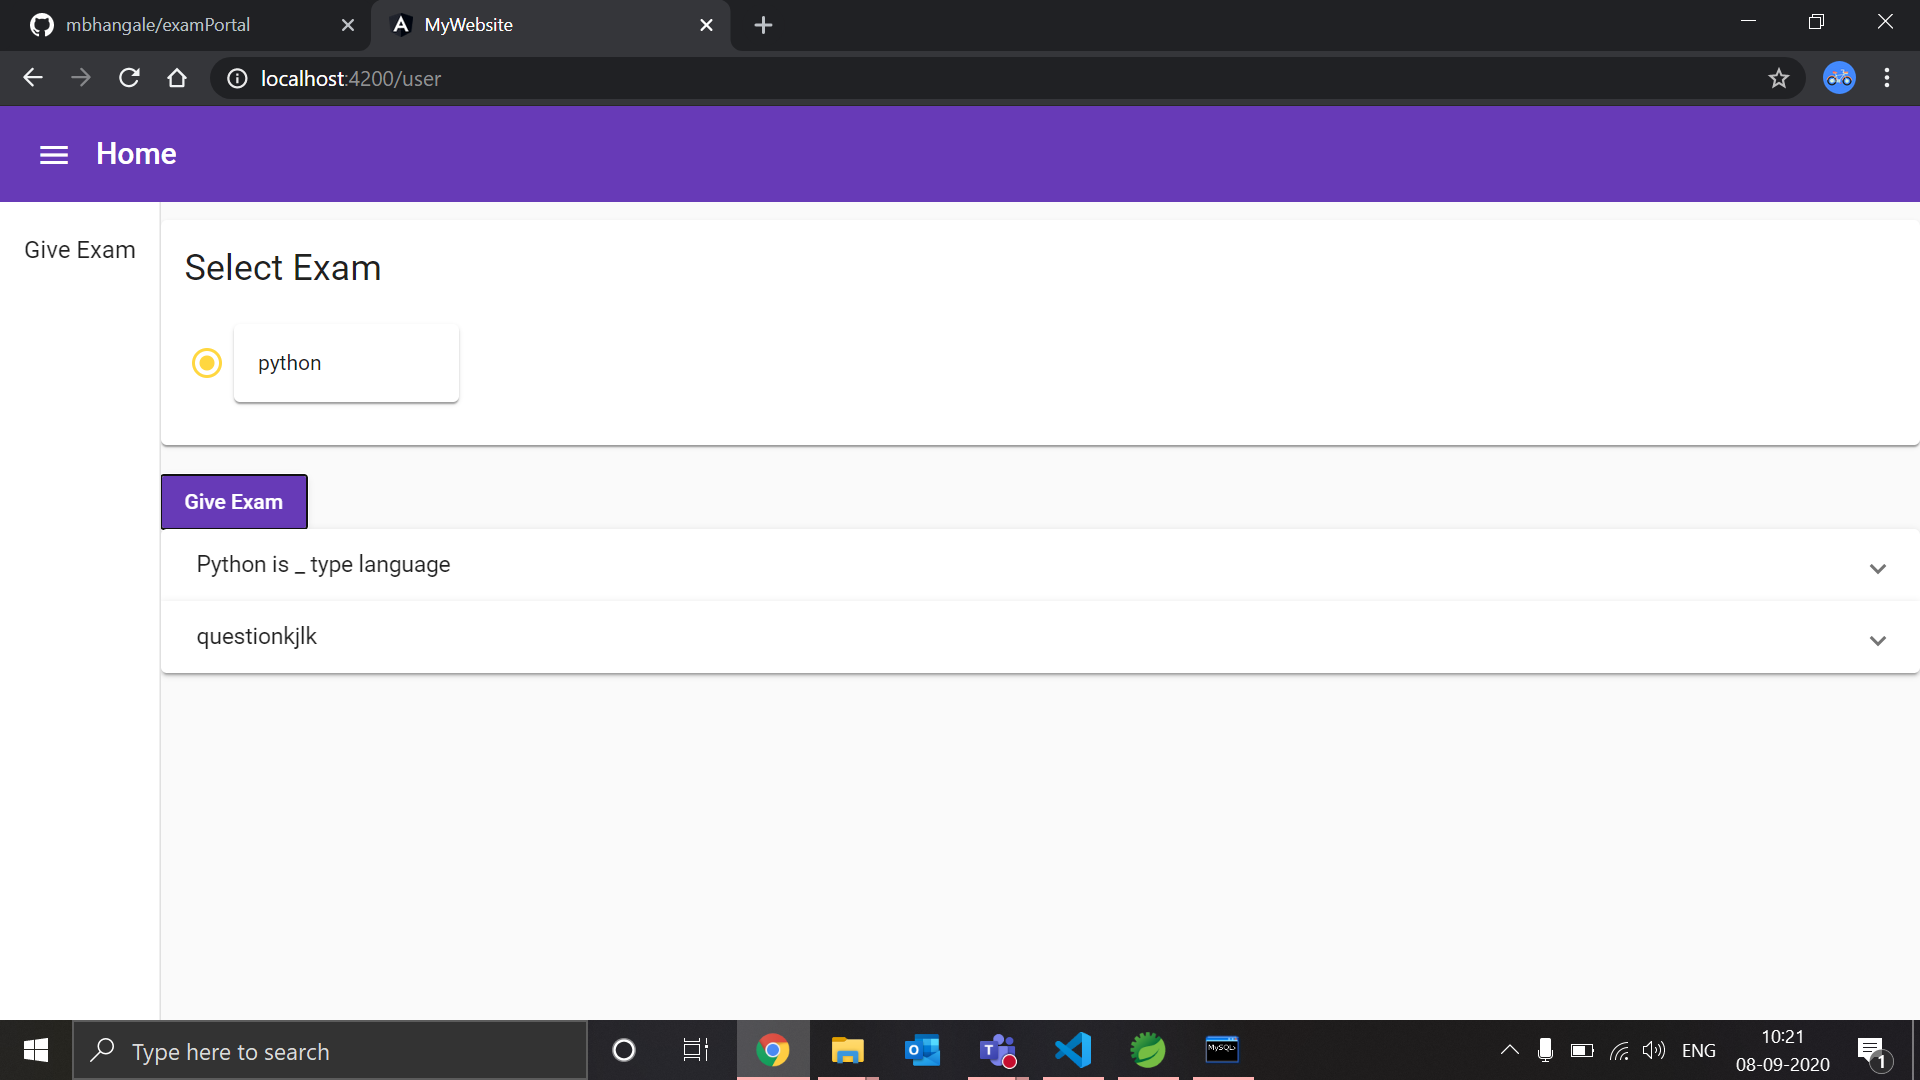 mbhangale/examPortal
MyWebsite
localhost:4200/user
Home
Give Exam
Select Exam
python
Give Exam
Python is _ type language
questionkjlk
Type here to search
MySQL>
ENG
10:21
08-09-2020
1